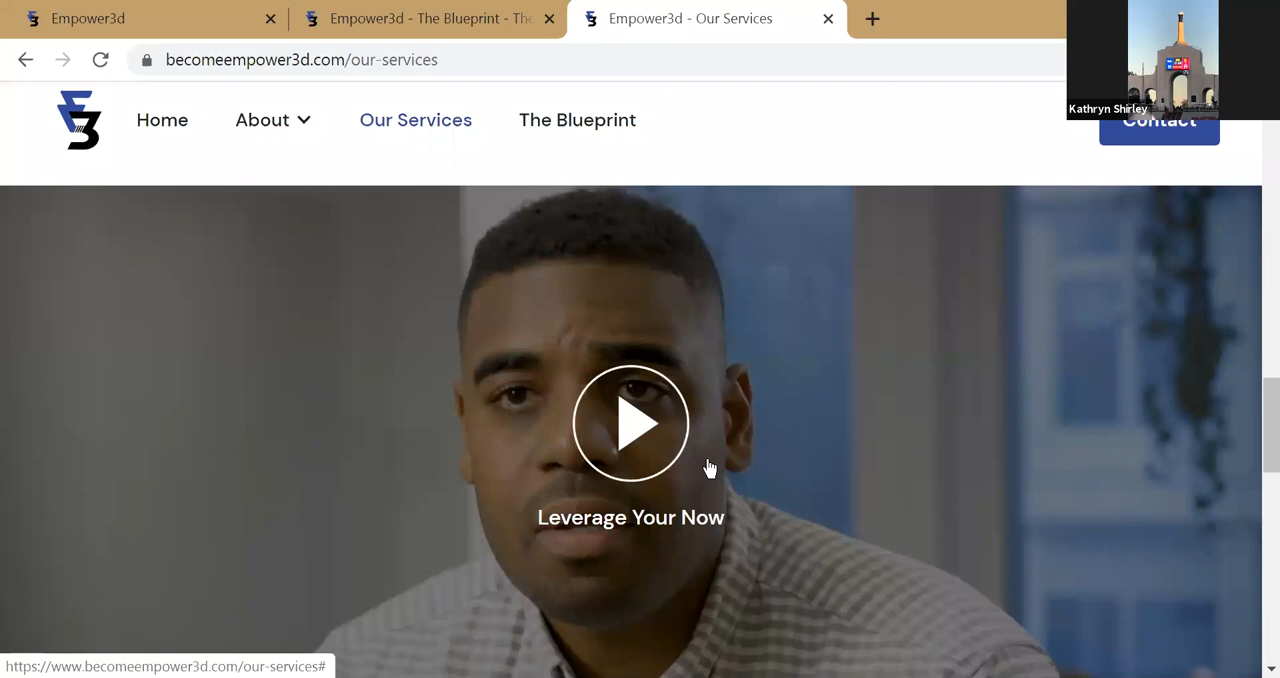 Empower3d
Empower3d - The Blueprint - The
Empower3d - Our Services
becomeempower3d.com/our-services
Kathryn Shirley
Home
About
Our Services
The Blueprint
Contact
Leverage Your Now
https://www.becomeempower3d.com/our-services#